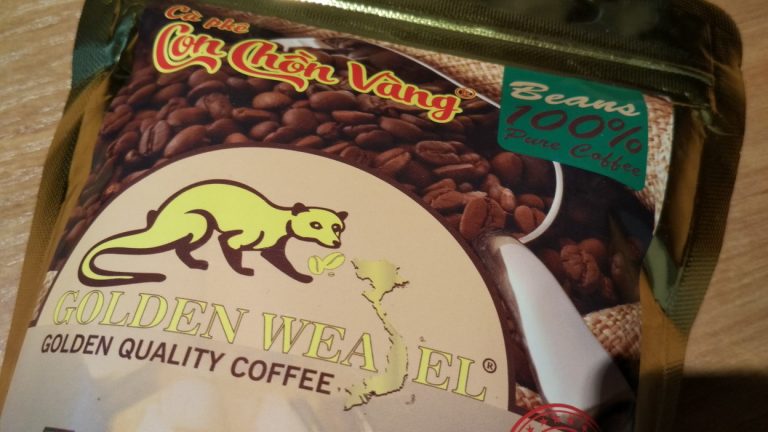 Cà phê
Con Chồn Vàng®
Beans
100%
Pure Coffee
GOLDEN WEASEL®
GOLDEN QUALITY COFFEE